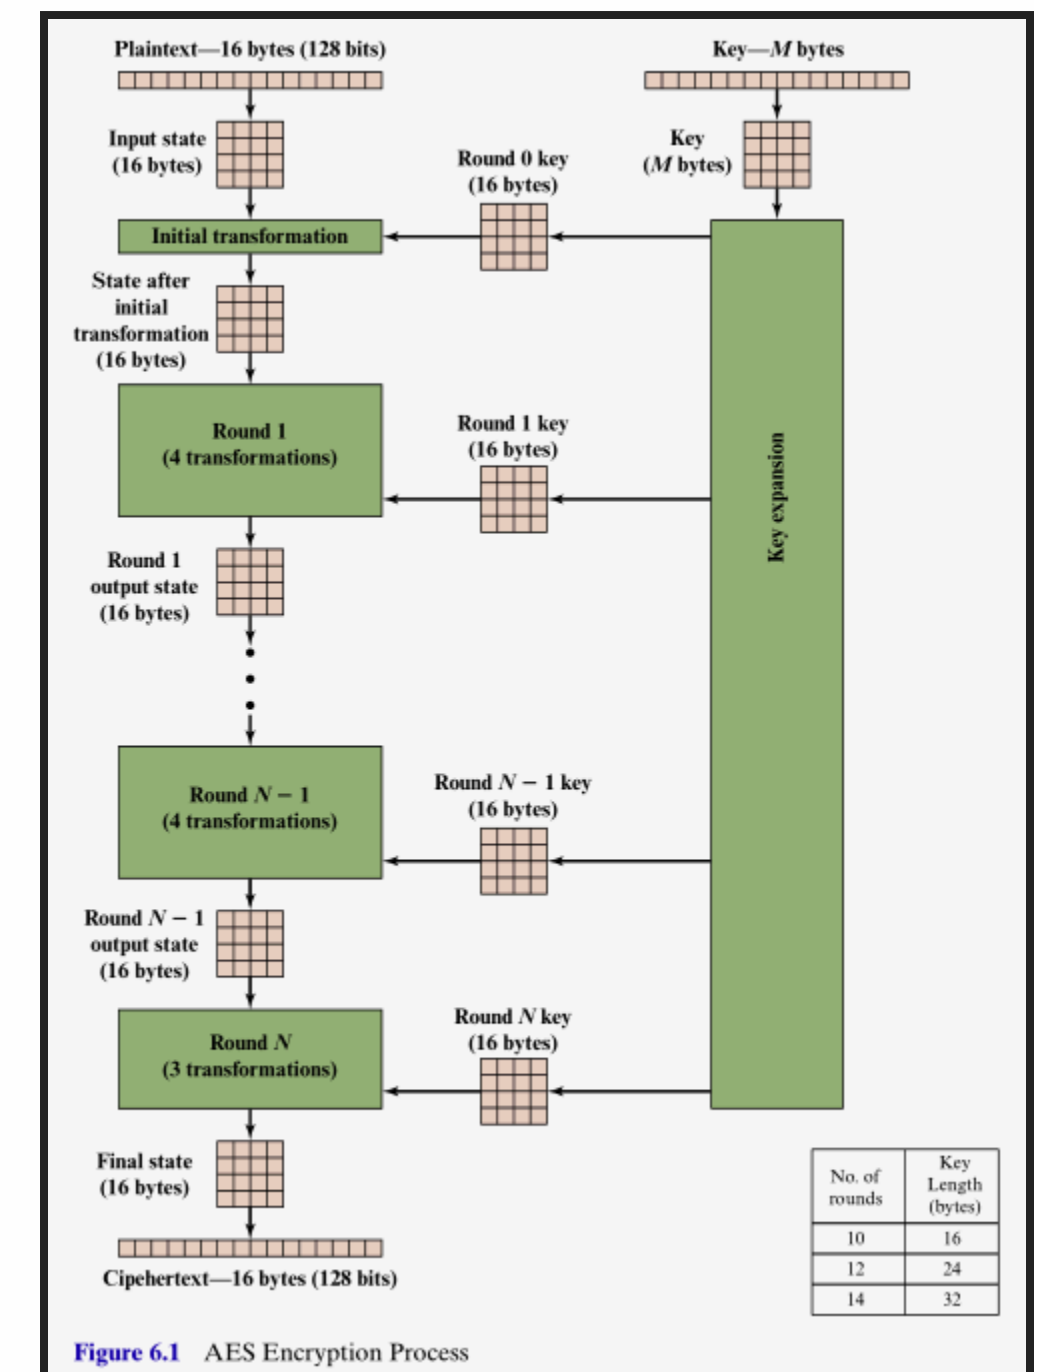 Plaintext—16 bytes (128 bits)
Key—M bytes
Input state
(16 bytes)
Key
(M bytes)
Round 0 key
(16 bytes)
Initial transformation
State after
initial
transformation
(16 bytes)
Round 1
(4 transformations)
Round 1 key
(16 bytes)
Key expansion
Round 1
output state
(16 bytes)
Round N − 1
(4 transformations)
Round N − 1 key
(16 bytes)
Round N − 1
output state
(16 bytes)
Round N
(3 transformations)
Round N key
(16 bytes)
Final state
(16 bytes)
Cipehertext—16 bytes (128 bits)
No. of
rounds
Key
Length
(bytes)
10 16
12 24
14 32
Figure 6.1 AES Encryption Process